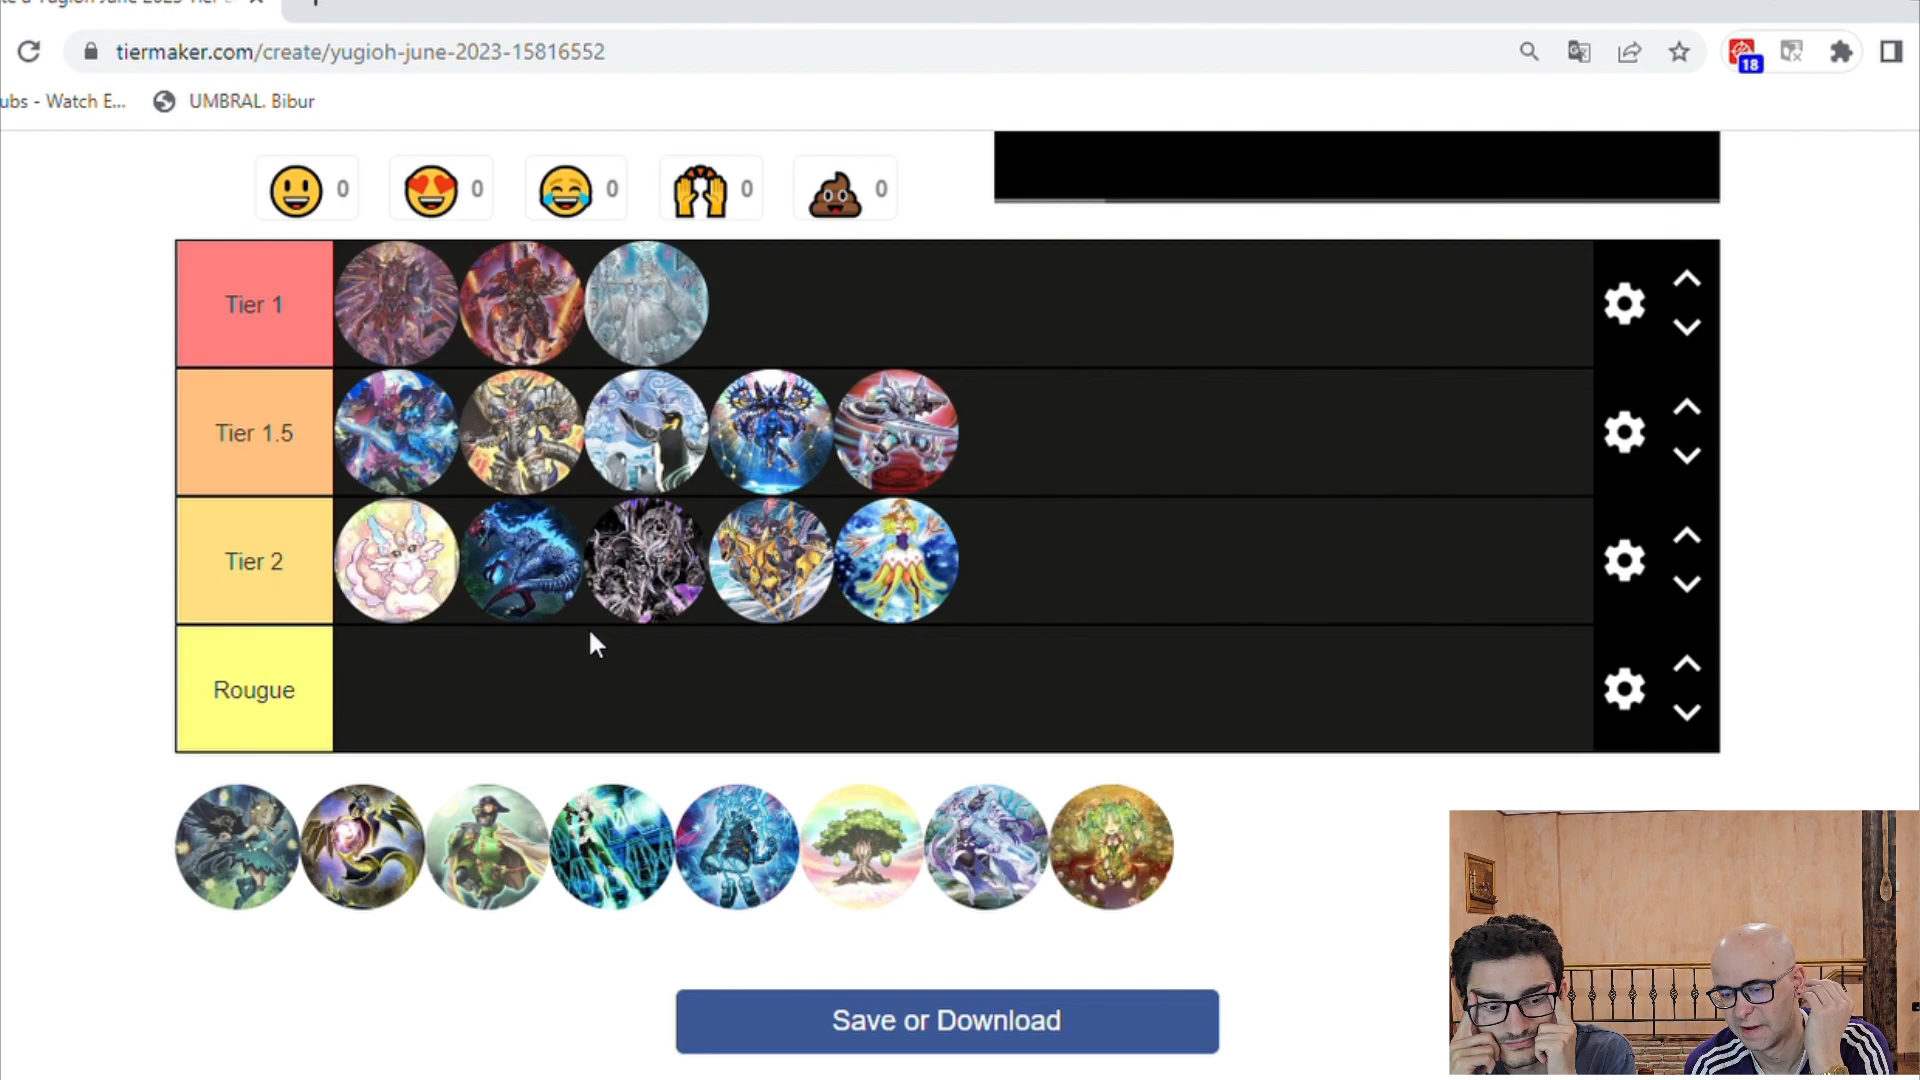 tiermaker.com/create/yugioh-june-2023-15816552
18
ubs - Watch E...
UMBRAL. Bibur
0
0
0
0
0
Tier 1
Tier 1.5
Tier 2
Rougue
Save or Download